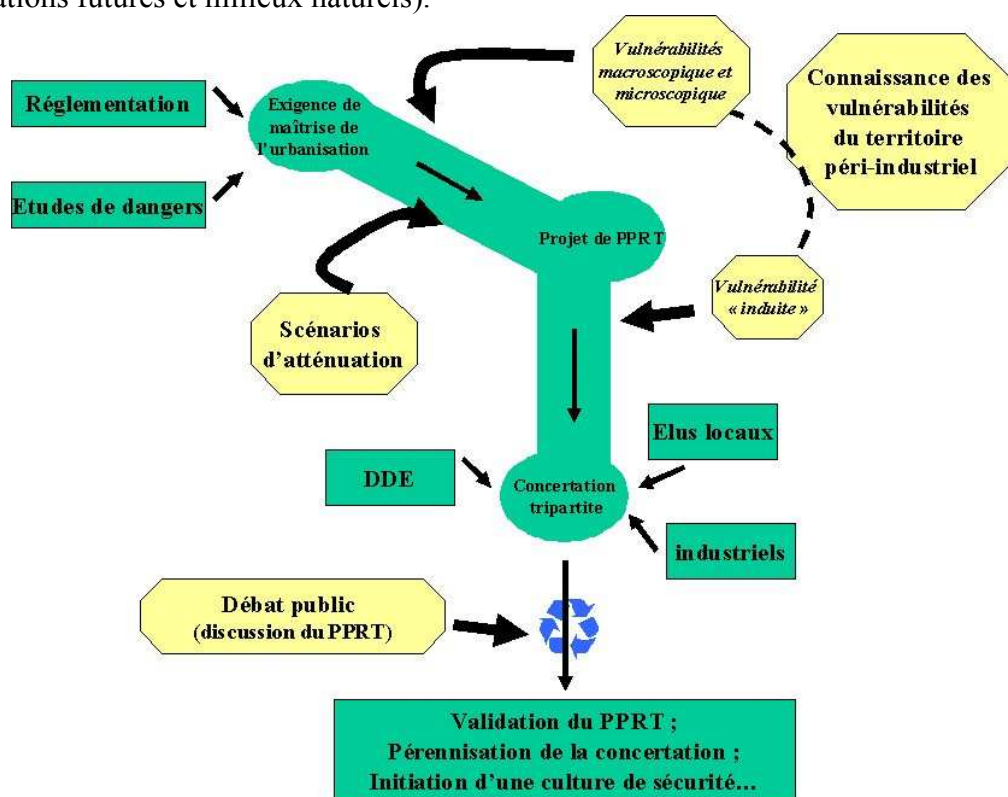 ations futures et milieux naturels).
Vulnérabilités
macroscopique et
microscopique
Connaissance des
vulnérabilités
du territoire
péri-industriel
Réglementation
Exigence de
maîtrise de
l'urbanisation
Etudes de dangers
Projet de PPRT
Vulnérabilité
« induite »
Scénarios
d'atténuation
Elus locaux
DDE
Concertation
tripartite
industriels
Débat public
(discussion du PPRT)
Validation du PPRT ;
Pérennisation de la concertation ;
Initiation d'une culture de sécurité...